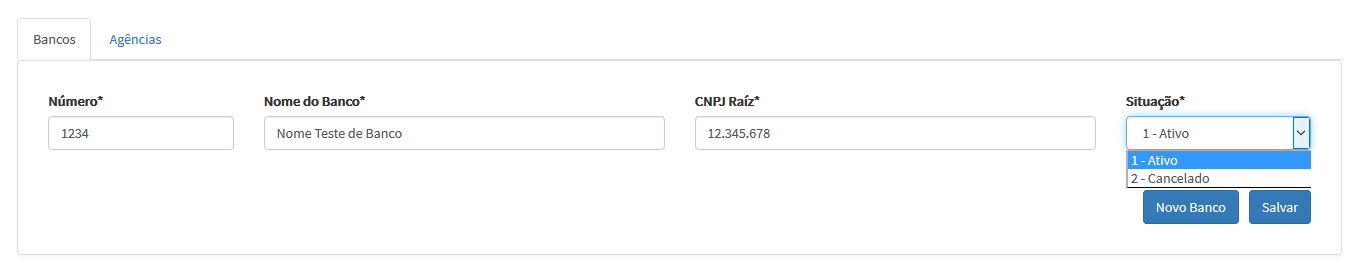 Bancos Agências
Número* Nome do Banco* CNPJ Raíz* Situação*
1234 Nome Teste de Banco 12.345.678 1 - Ativo
1 - Ativo
2 - Cancelado
Novo Banco Salvar